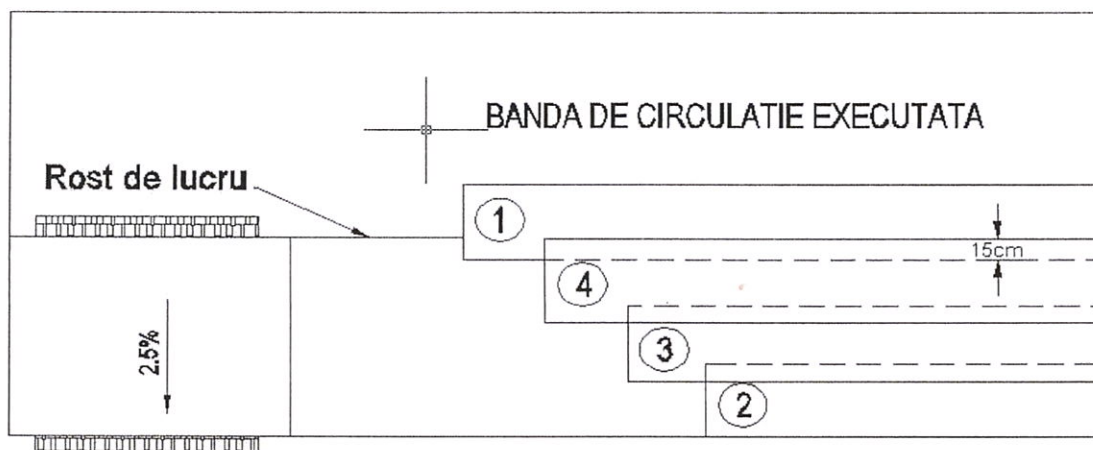 BANDA DE CIRCULATIE EXECUTATA
Rost de lucru
1
15cm
4
2.5%
3
2